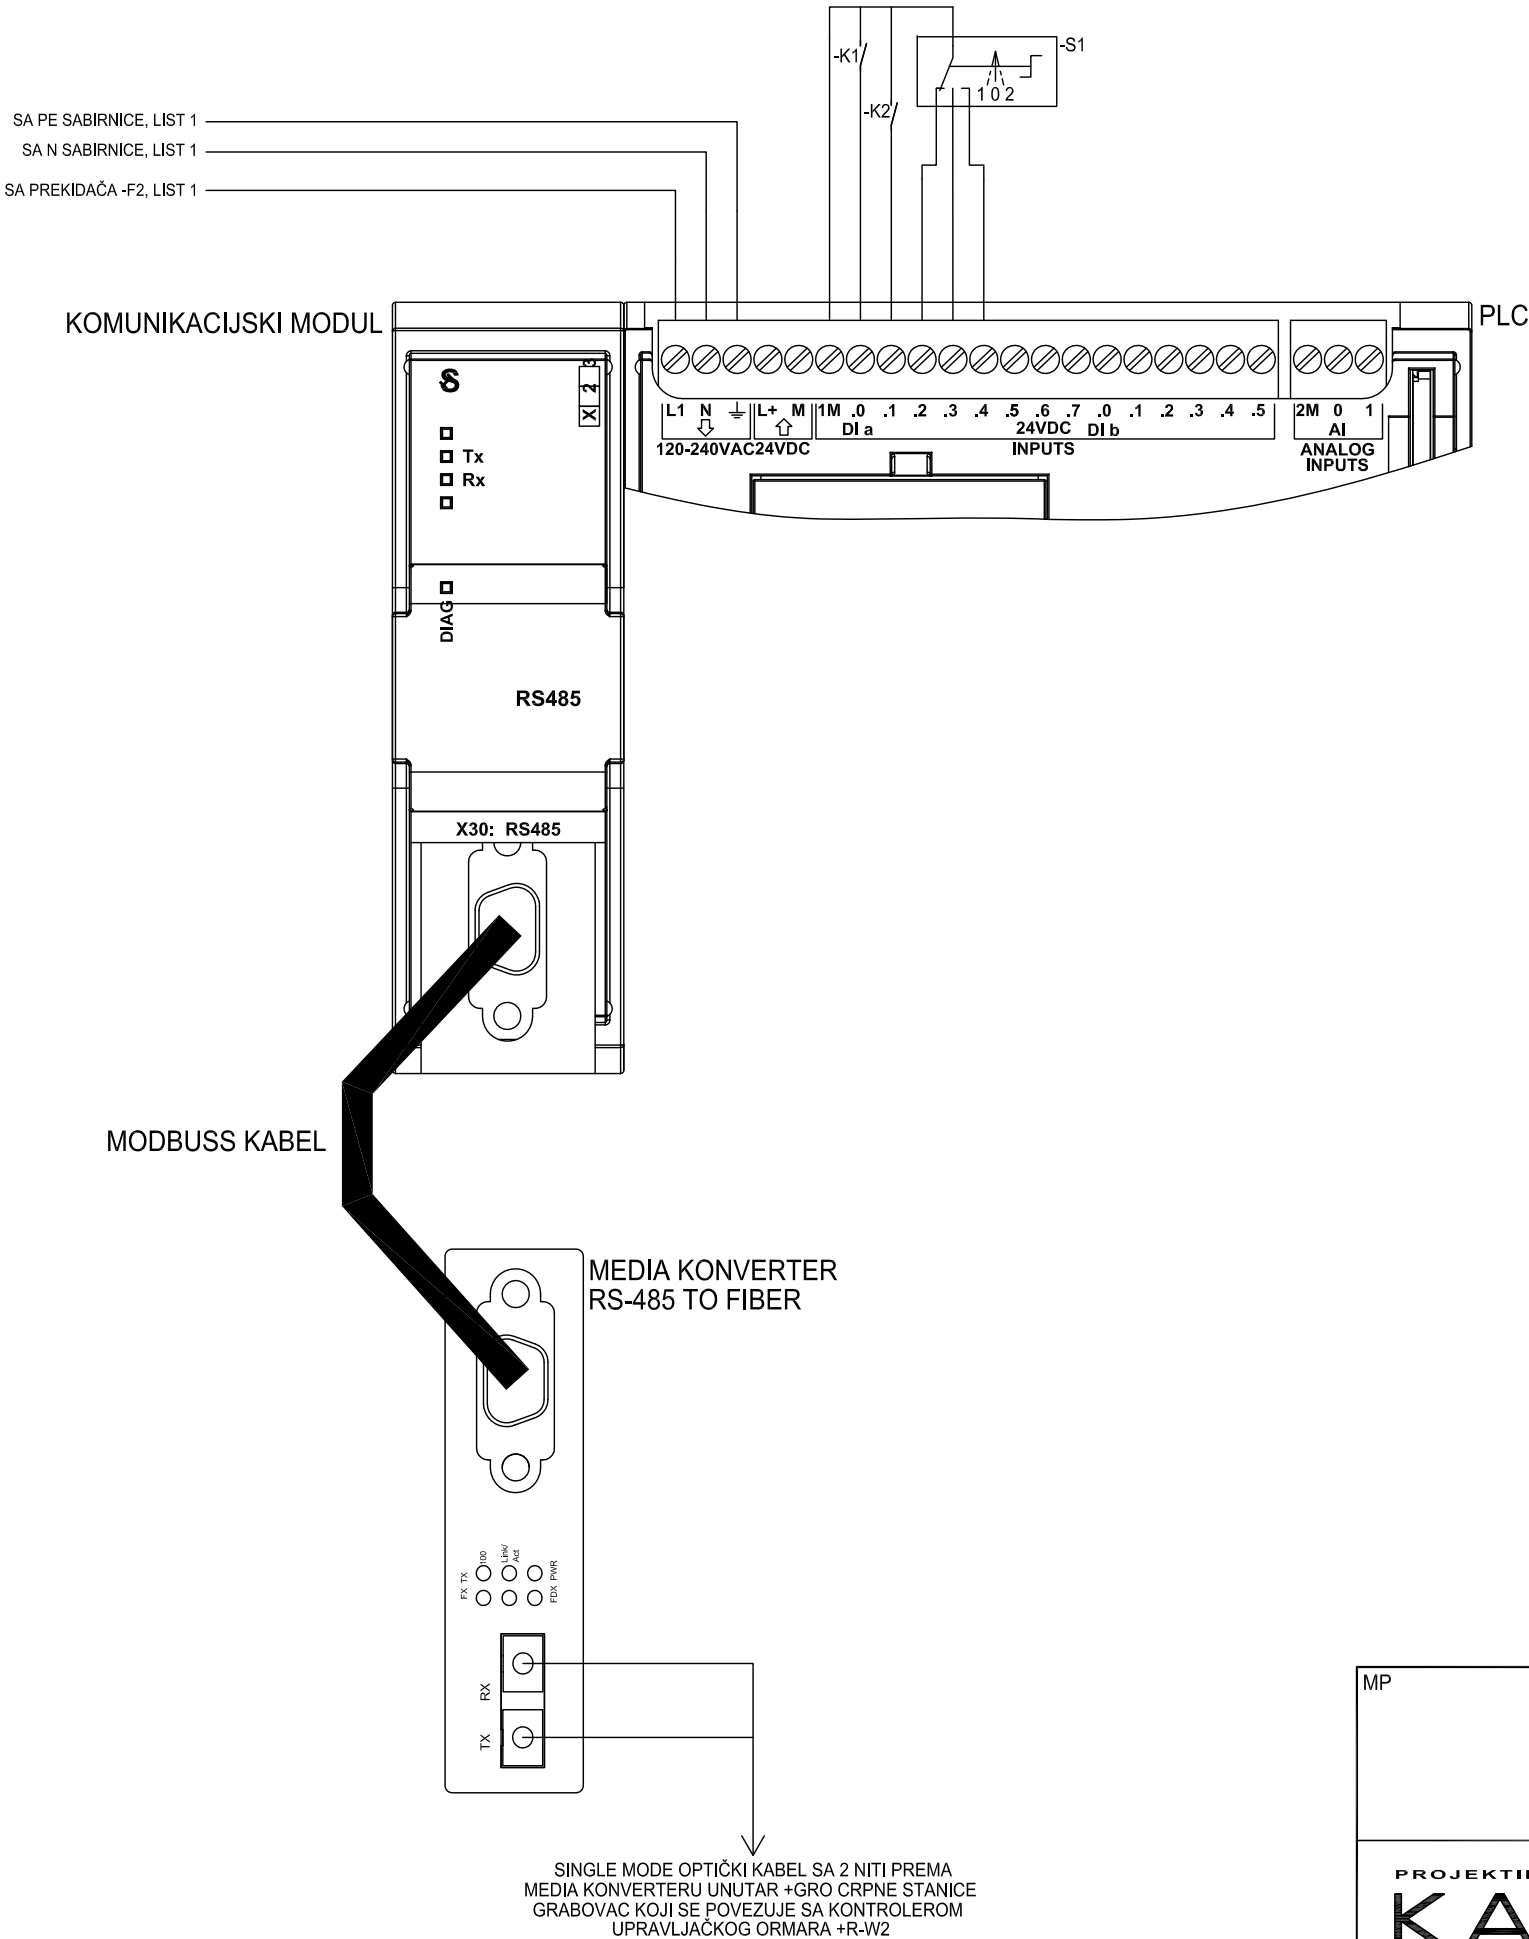 -K1
-S1
1 0 2
-K2
SA PE SABIRNICE, LIST 1
SA N SABIRNICE, LIST 1
SA PREKIDAČA -F2, LIST 1
KOMUNIKACIJSKI MODUL
PLC
X 2 3
L1 N L+ M 1M .0 .1 .2 .3 .4 .5 .6 .7 .0 .1 .2 .3 .4 .5 2M 0 1
DI a 24VDC DI b AI
120-240VAC 24VDC INPUTS ANALOG
INPUTS
Tx
Rx
DIAG
RS485
X30: RS485
MODBUSS KABEL
MEDIA KONVERTER
RS-485 TO FIBER
FX TX
100
Link/
Act
FDX PWR
RX
TX
MP
SINGLE MODE OPTIČKI KABEL SA 2 NITI PREMA
MEDIA KONVERTERU UNUTAR +GRO CRPNE STANICE
GRABOVAC KOJI SE POVEZUJE SA KONTROLEROM
UPRAVLJAČKOG ORMARA +R-W2